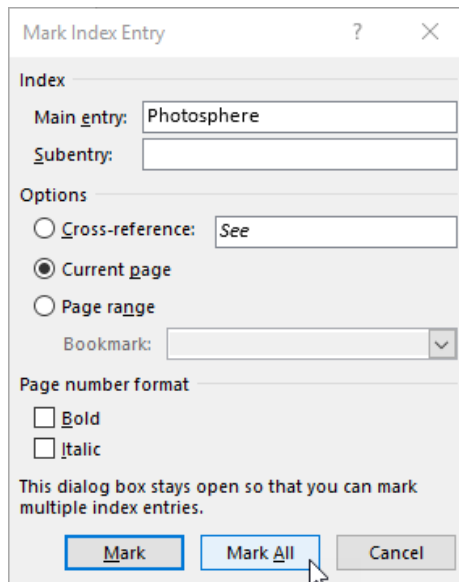 Mark Index Entry ?
Index
Main entry: Photosphere
Subentry:
Options
Cross-reference: See
Current page
Page range
Bookmark:
Page number format
Bold
Italic
This dialog box stays open so that you can mark
multiple index entries.
Mark Mark All Cancel